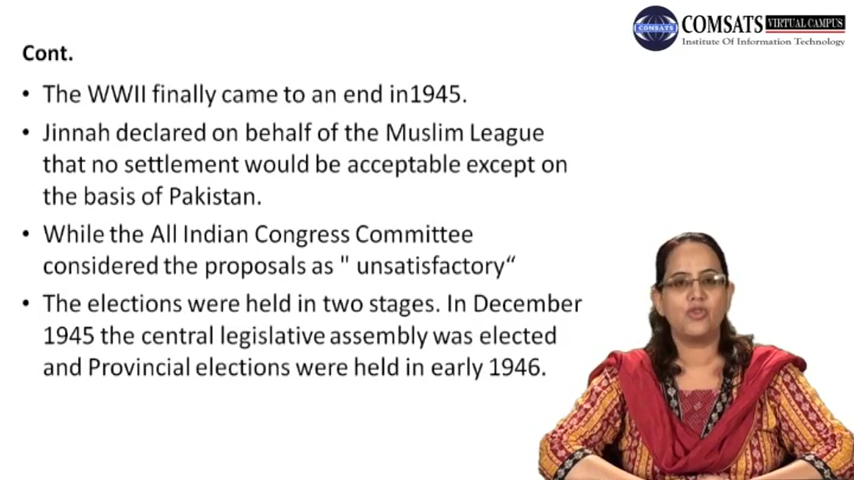 COMSATS VIRTUAL CAMPUS
COMSATS
Institute Of Information Technology
Cont.
• The WWII finally came to an end in1945.
• Jinnah declared on behalf of the Muslim League
that no settlement would be acceptable except on
the basis of Pakistan.
• While the All Indian Congress Committee
considered the proposals as " unsatisfactory“
• The elections were held in two stages. In December
1945 the central legislative assembly was elected
and Provincial elections were held in early 1946.